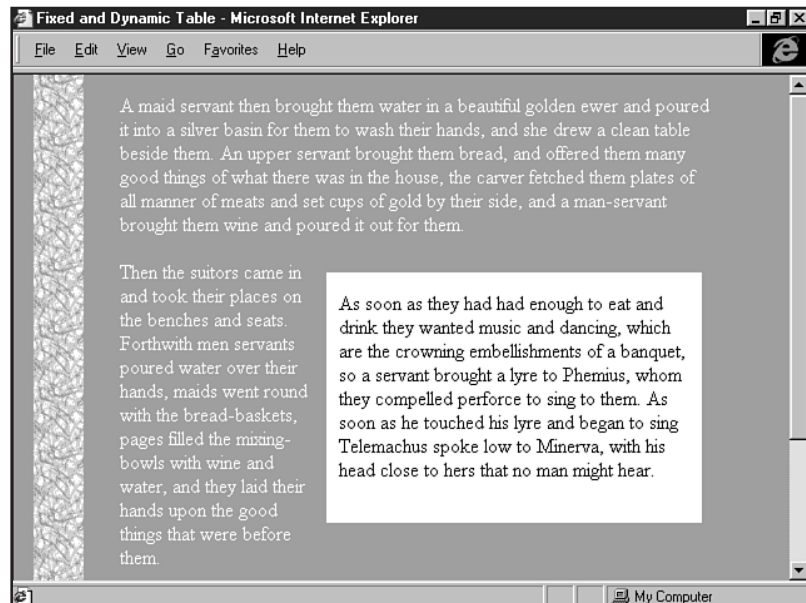 Fixed and Dynamic Table - Microsoft Internet Explorer
File Edit View Go Favorites Help
A maid servant then brought them water in a beautiful golden ewer and poured
it into a silver basin for them to wash their hands, and she drew a clean table
beside them. An upper servant brought them bread, and offered them many
good things of what there was in the house, the carver fetched them plates of
all manner of meats and set cups of gold by their side, and a man-servant
brought them wine and poured it out for them.
Then the suitors came in
and took their places on
the benches and seats.
Forthwith men servants
poured water over their
hands, maids went round
with the bread-baskets,
pages filled the mixing-
bowls with wine and
water, and they laid their
hands upon the good
things that were before
them.
As soon as they had had enough to eat and
drink they wanted music and dancing, which
are the crowning embellishments of a banquet,
so a servant brought a lyre to Phemius, whom
they compelled perforce to sing to them. As
soon as he touched his lyre and began to sing
Telemachus spoke low to Minerva, with his
head close to hers that no man might hear.
My Computer